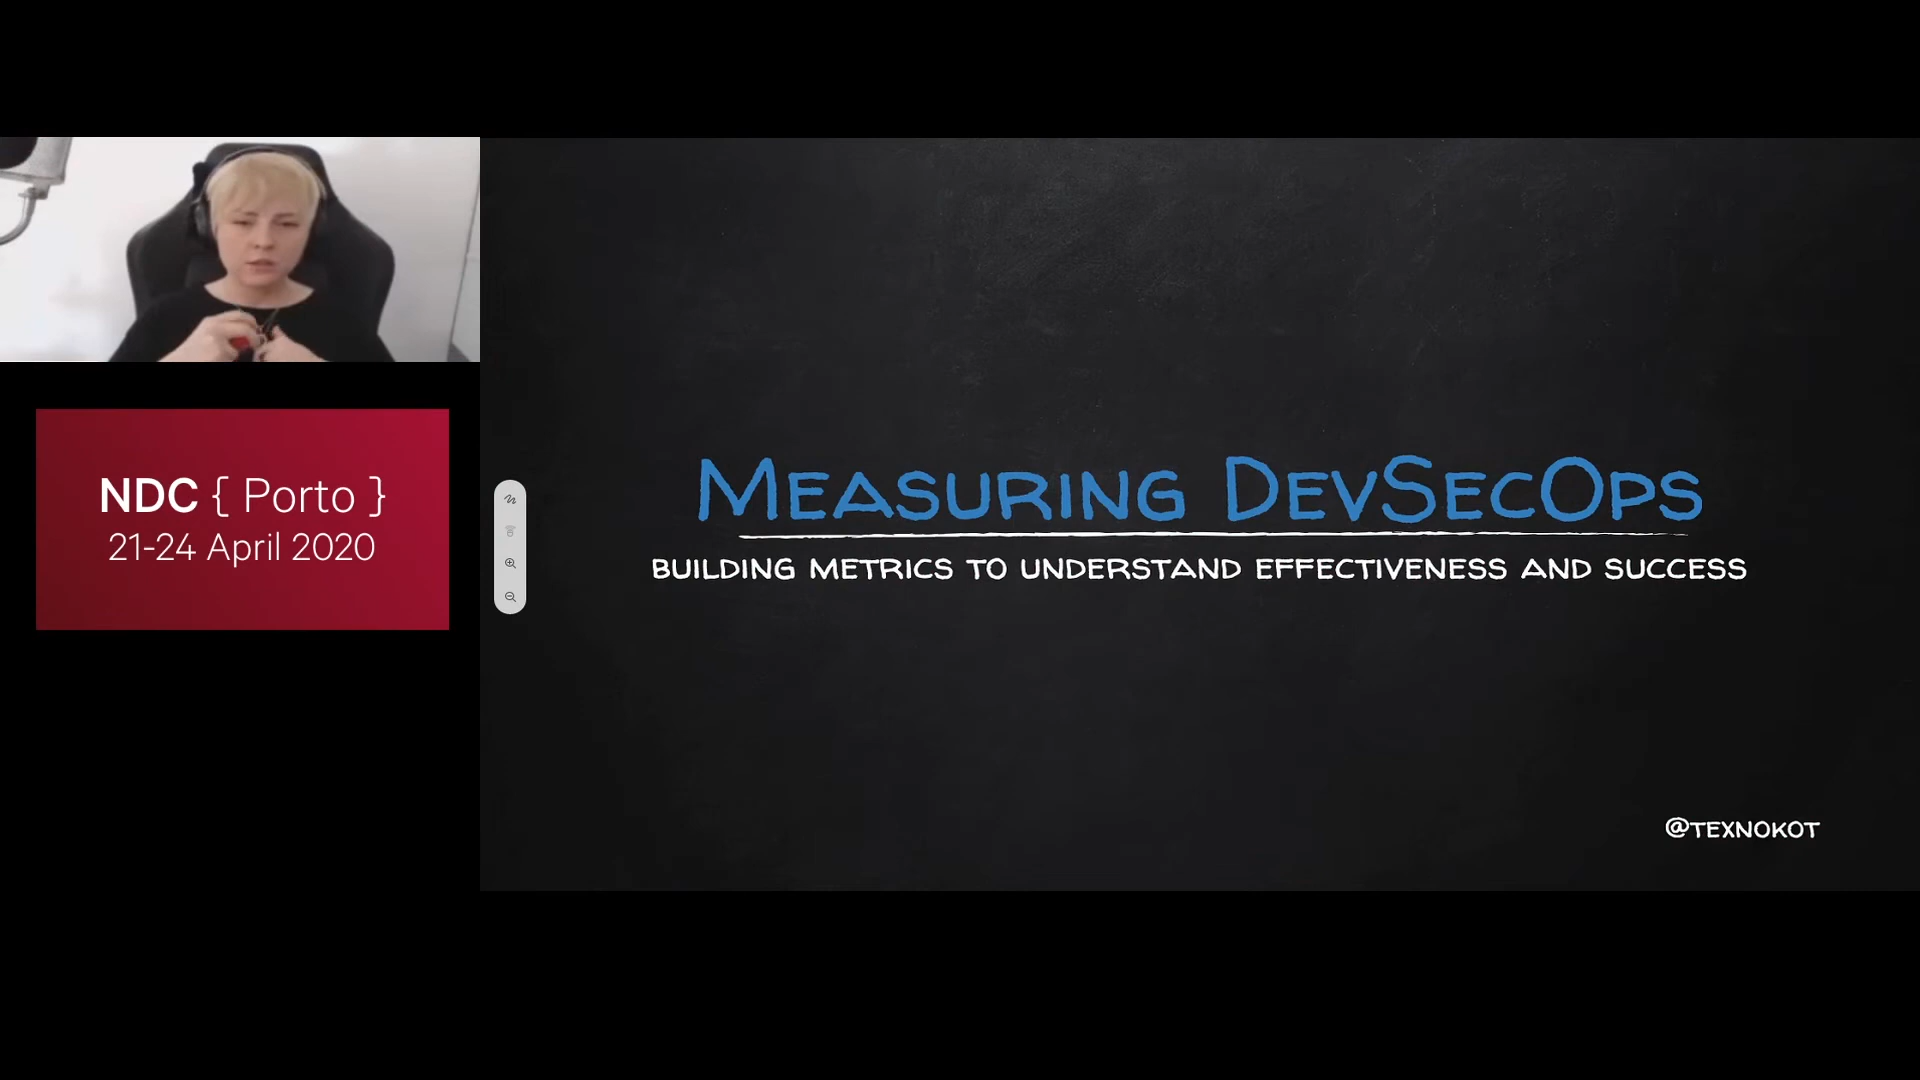 NDC { Porto }
21-24 April 2020
Measuring DevSecOps
building metrics to understand effectiveness and success
@texnokot